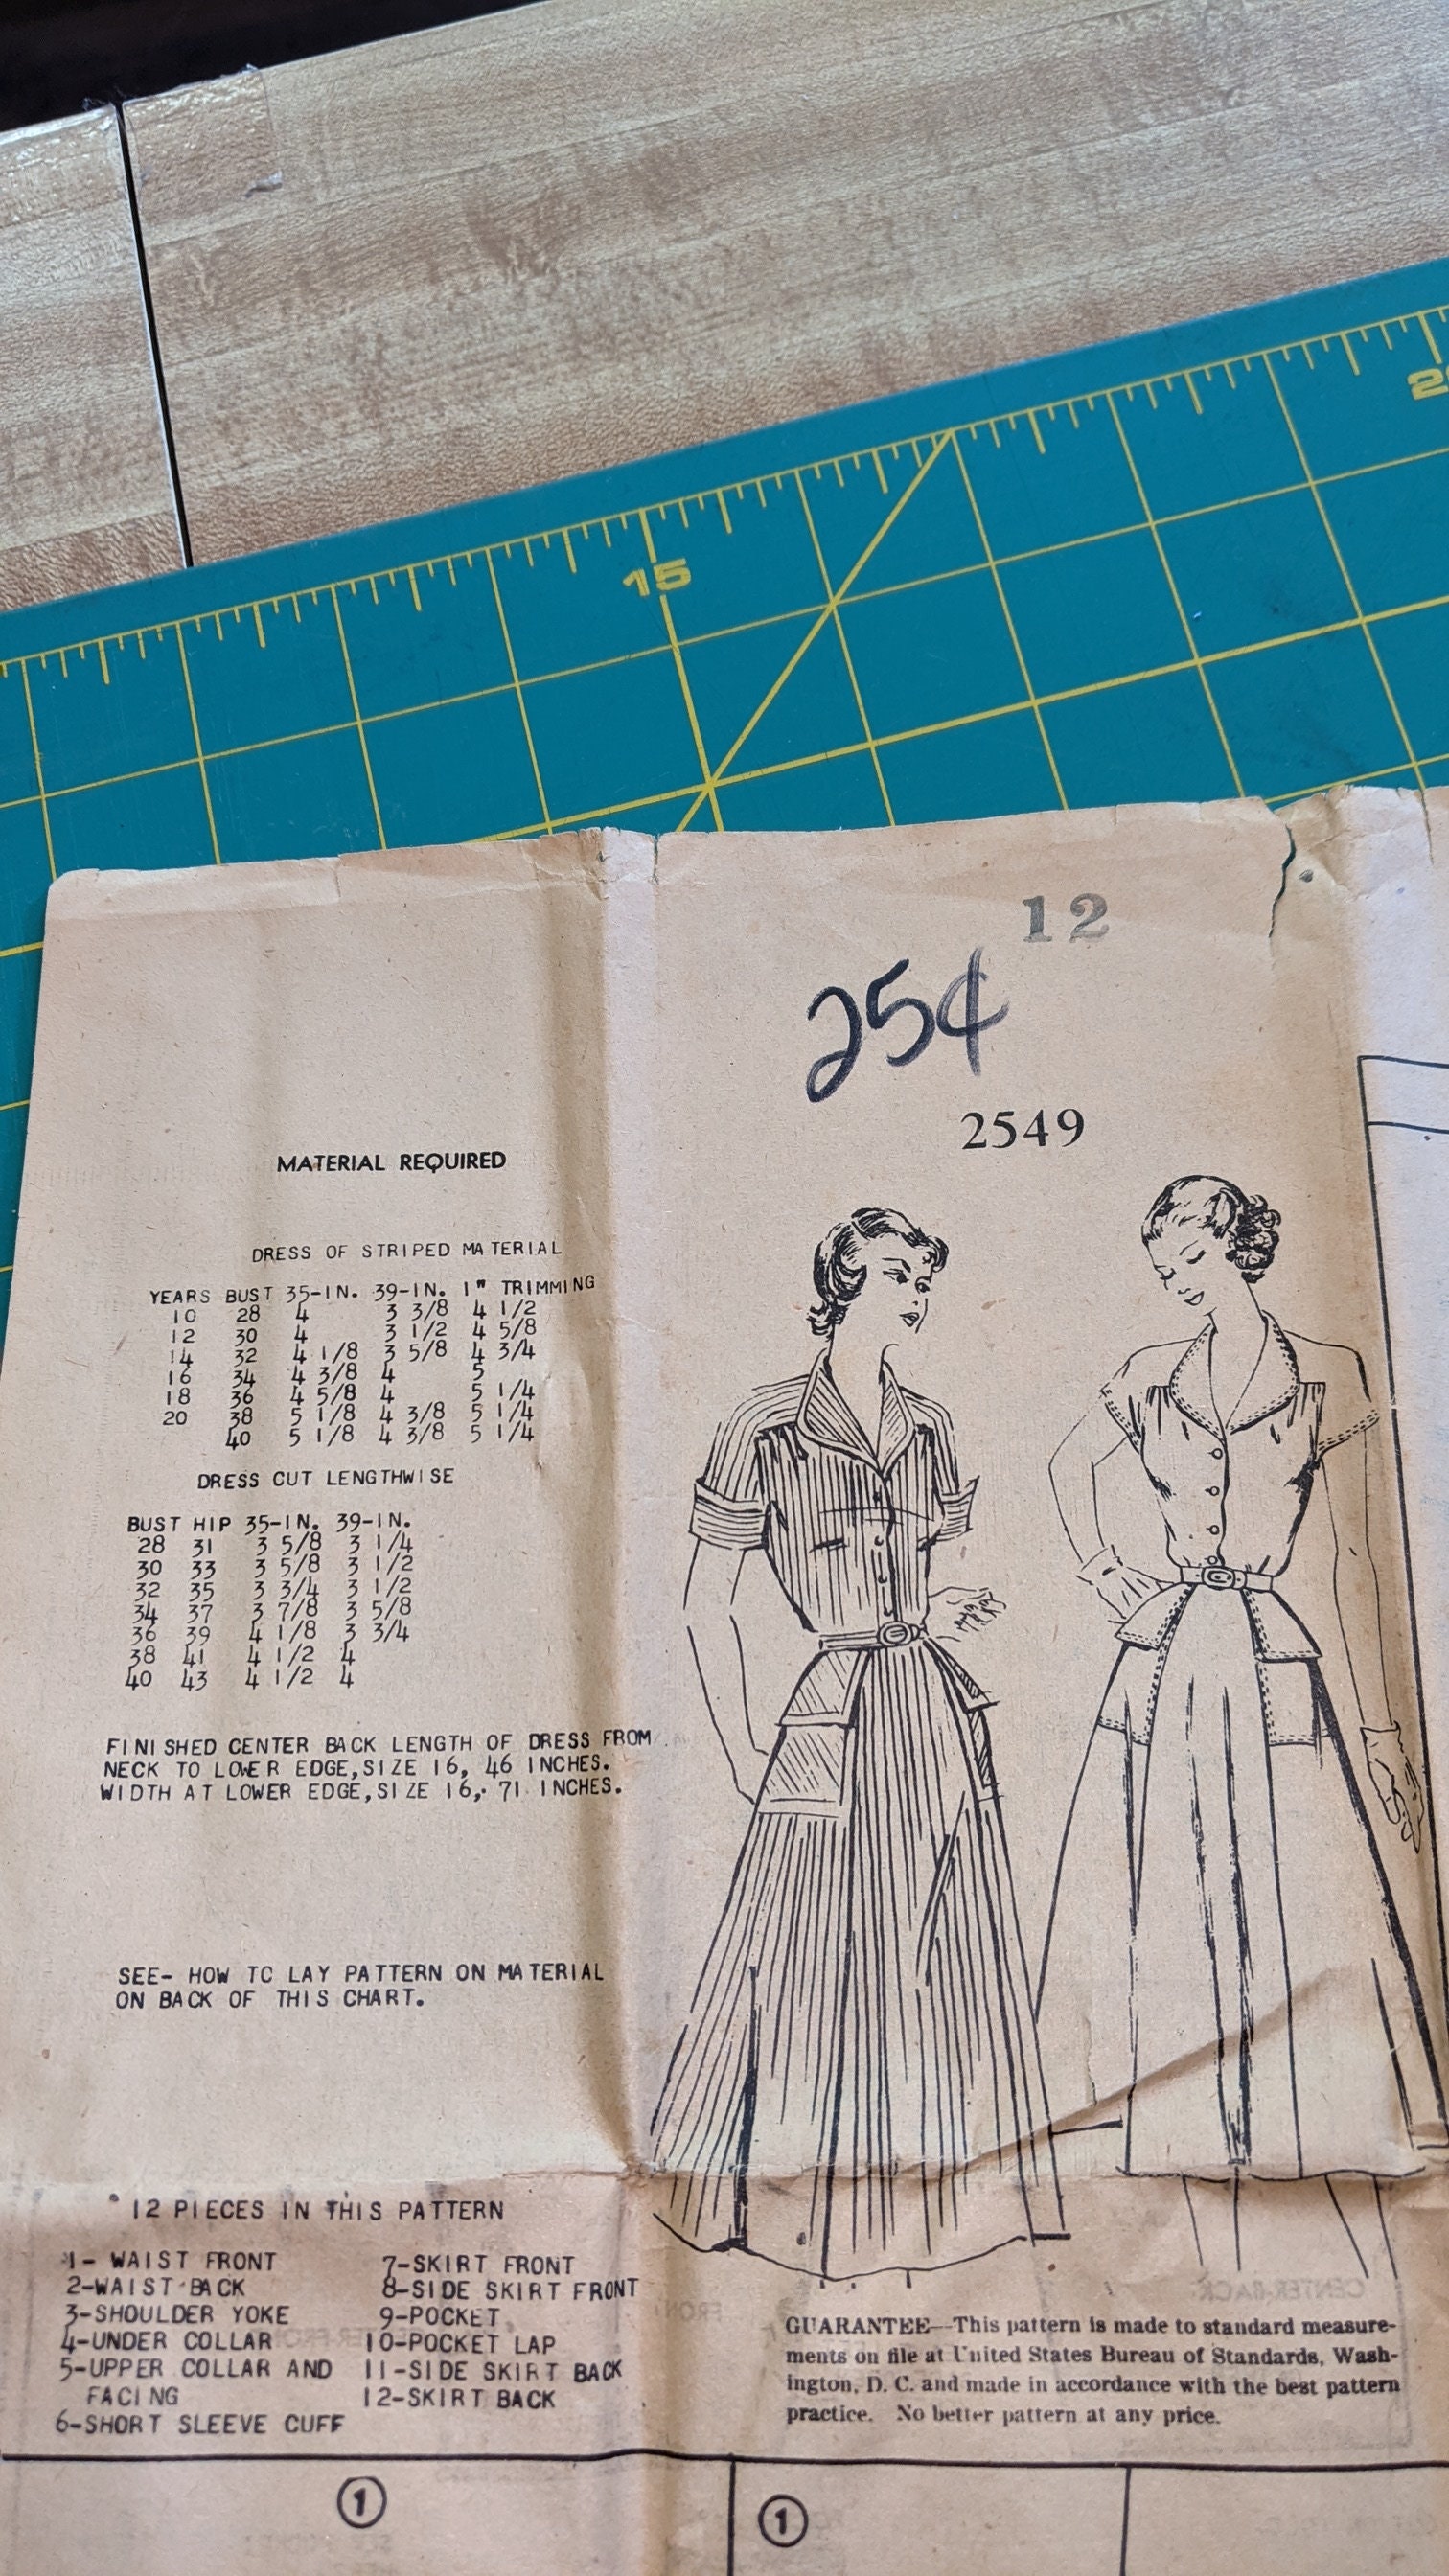 15
20
12
25¢
2549
MATERIAL REQUIRED
DRESS OF STRIPED MATERIAL
YEARS BUST 35-IN. 39-IN. 1" TRIMMING
10 28 4 3 3/8 4 1/2
12 30 4 3 1/2 4 5/8
14 32 4 1/8 3 5/8 4 3/4
16 34 4 3/8 4 5
18 36 4 5/8 4 5 1/4
20 38 5 1/8 4 3/8 5 1/4
40 5 1/8 4 3/8 5 1/4
DRESS CUT LENGTHWISE
BUST HIP 35-IN. 39-IN.
28 31 3 5/8 3 1/4
30 33 3 5/8 3 1/2
32 35 3 3/4 3 1/2
34 37 3 7/8 3 5/8
36 39 4 1/8 3 3/4
38 41 4 1/2 4
40 43 4 1/2 4
FINISHED CENTER BACK LENGTH OF DRESS FROM
NECK TO LOWER EDGE,SIZE 16, 46 INCHES.
WIDTH AT LOWER EDGE,SIZE 16, 71 INCHES.
SEE- HOW TO LAY PATTERN ON MATERIAL
ON BACK OF THIS CHART.
12 PIECES IN THIS PATTERN
1- WAIST FRONT
2-WAIST BACK
3-SHOULDER YOKE
4-UNDER COLLAR
5-UPPER COLLAR AND
FACING
6-SHORT SLEEVE CUFF
7-SKIRT FRONT
8-SIDE SKIRT FRONT
9-POCKET
10-POCKET LAP
11-SIDE SKIRT BACK
12-SKIRT BACK
GUARANTEE—This pattern is made to standard measure-
ments on file at United States Bureau of Standards, Wash-
ington, D. C. and made in accordance with the best pattern
practice. No better pattern at any price.
1
1